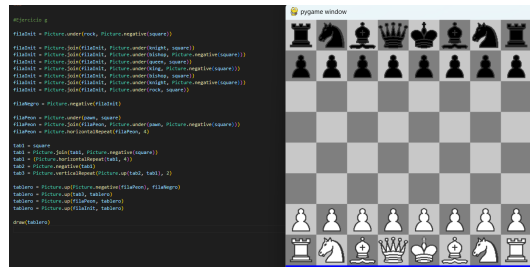 #Ejercicio g
filaInit = Picture.under(rock, Picture.negative(square))
filaInit = Picture.join(filaInit, Picture.under(knight, square))
filaInit = Picture.join(filaInit, Picture.under(bishop, Picture.negative(square)))
filaInit = Picture.join(filaInit, Picture.under(queen, square))
filaInit = Picture.join(filaInit, Picture.under(king, Picture.negative(square)))
filaInit = Picture.join(filaInit, Picture.under(bishop, square))
filaInit = Picture.join(filaInit, Picture.under(knight, Picture.negative(square)))
filaInit = Picture.join(filaInit, Picture.under(rock, square))
filaNegro = Picture.negative(filaInit)
filaPeon = Picture.under(pawn, square)
filaPeon = Picture.join(filaPeon, Picture.under(pawn, Picture.negative(square)))
filaPeon = Picture.horizontalRepeat(filaPeon, 4)
tab1 = square
tab1 = Picture.join(tab1, Picture.negative(square))
tab1 = (Picture.horizontalRepeat(tab1, 4))
tab2 = Picture.negative(tab1)
tab3 = Picture.verticalRepeat(Picture.up(tab2, tab1), 2)
tablero = Picture.up(Picture.negative(filaPeon), filaNegro)
tablero = Picture.up(tab3, tablero)
tablero = Picture.up(filaPeon, tablero)
tablero = Picture.up(filaInit, tablero)
draw(tablero)
pygame window